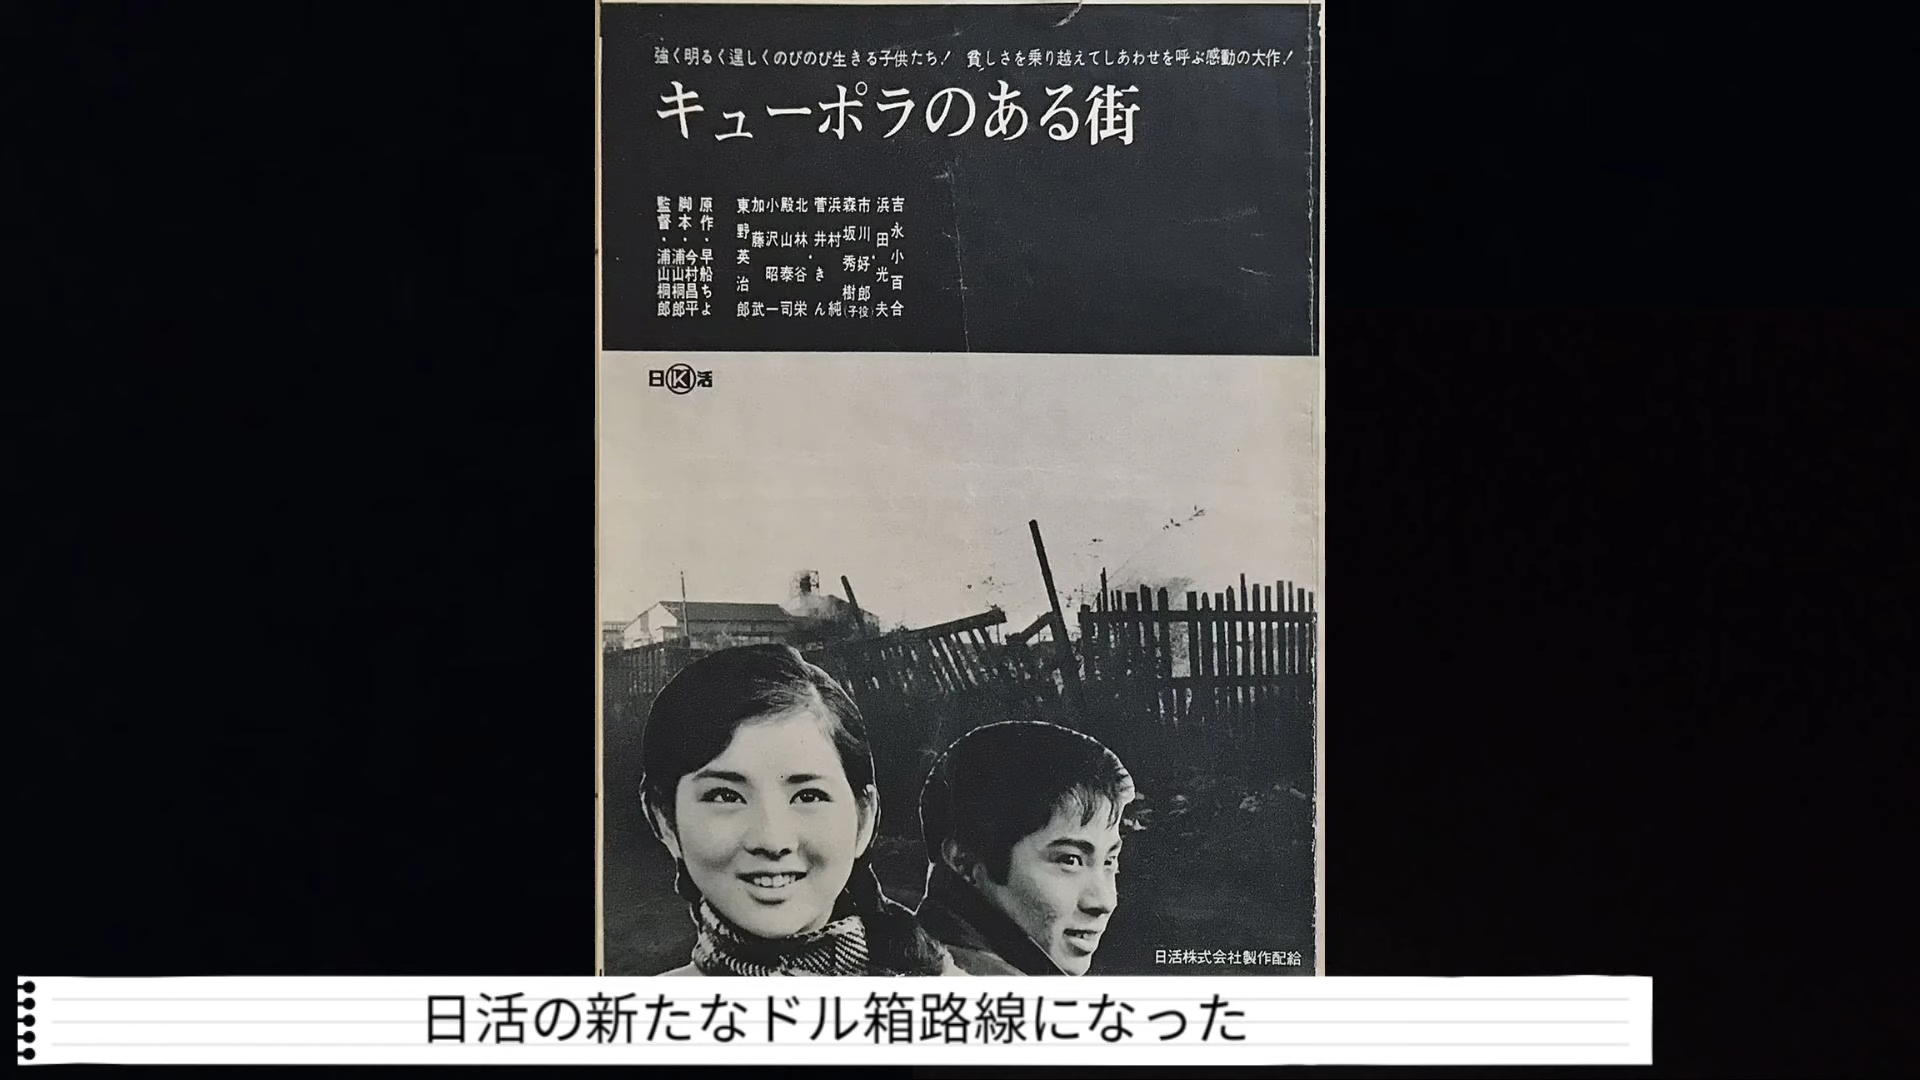 強く明るく逞しくのびのび生きる子供たち! 貧しさを乗り越えてしあわせを呼ぶ感動の大作!
キューポラのある街
吉永小百合
浜田光夫
市川好郎
森坂秀樹
(子役)
浜村純
菅井きん
北林谷栄
殿山泰司
小沢昭一
加藤武
東野英治郎
原作・早船ちよ
脚本・今村昌平
浦山桐郎
監督・浦山桐郎
日K活
日活株式会社製作配給
日活の新たなドル箱路線になった